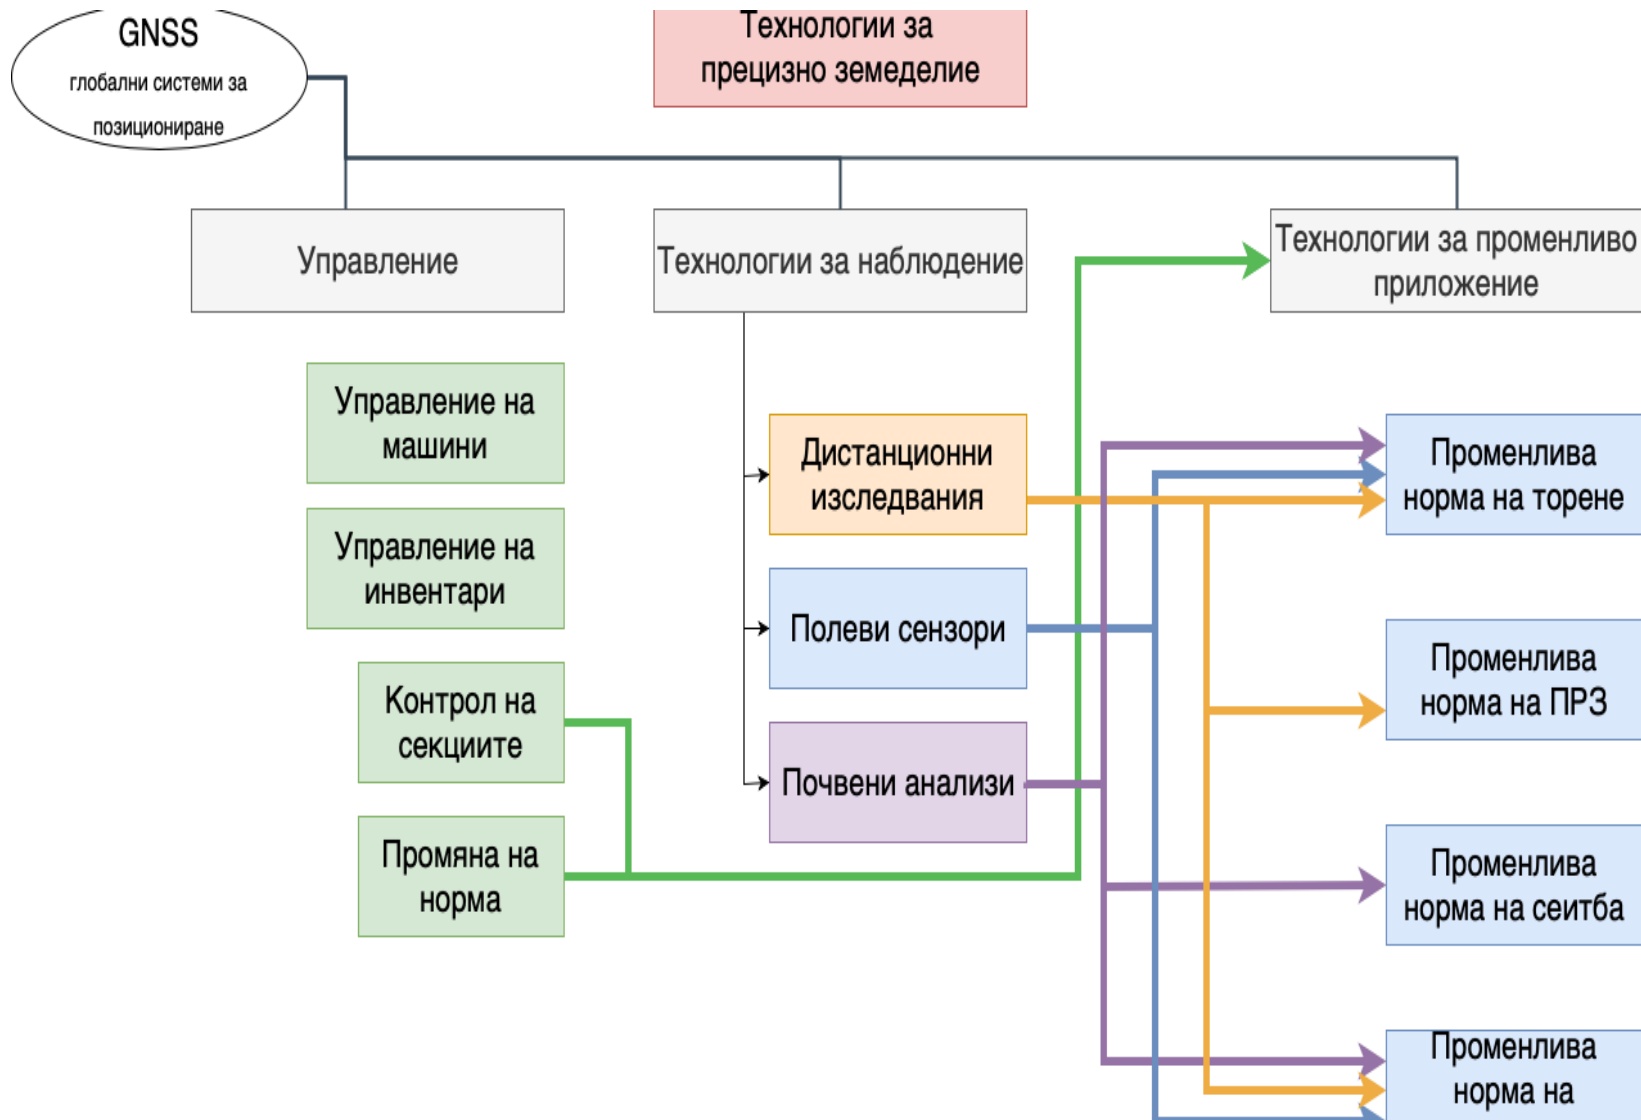 GNSS
глобални системи за
позициониране
Технологии за
прецизно земеделие
Управление
Технологии за наблюдение
Технологии за променливо
приложение
Управление на
машини
Управление на
инвентари
Контрол на
секциите
Промяна на
норма
Дистанционни
изследвания
Полеви сензори
Почвени анализи
Променлива
норма на торене
Променлива
норма на ПРЗ
Променлива
норма на сеитба
Променлива
норма на